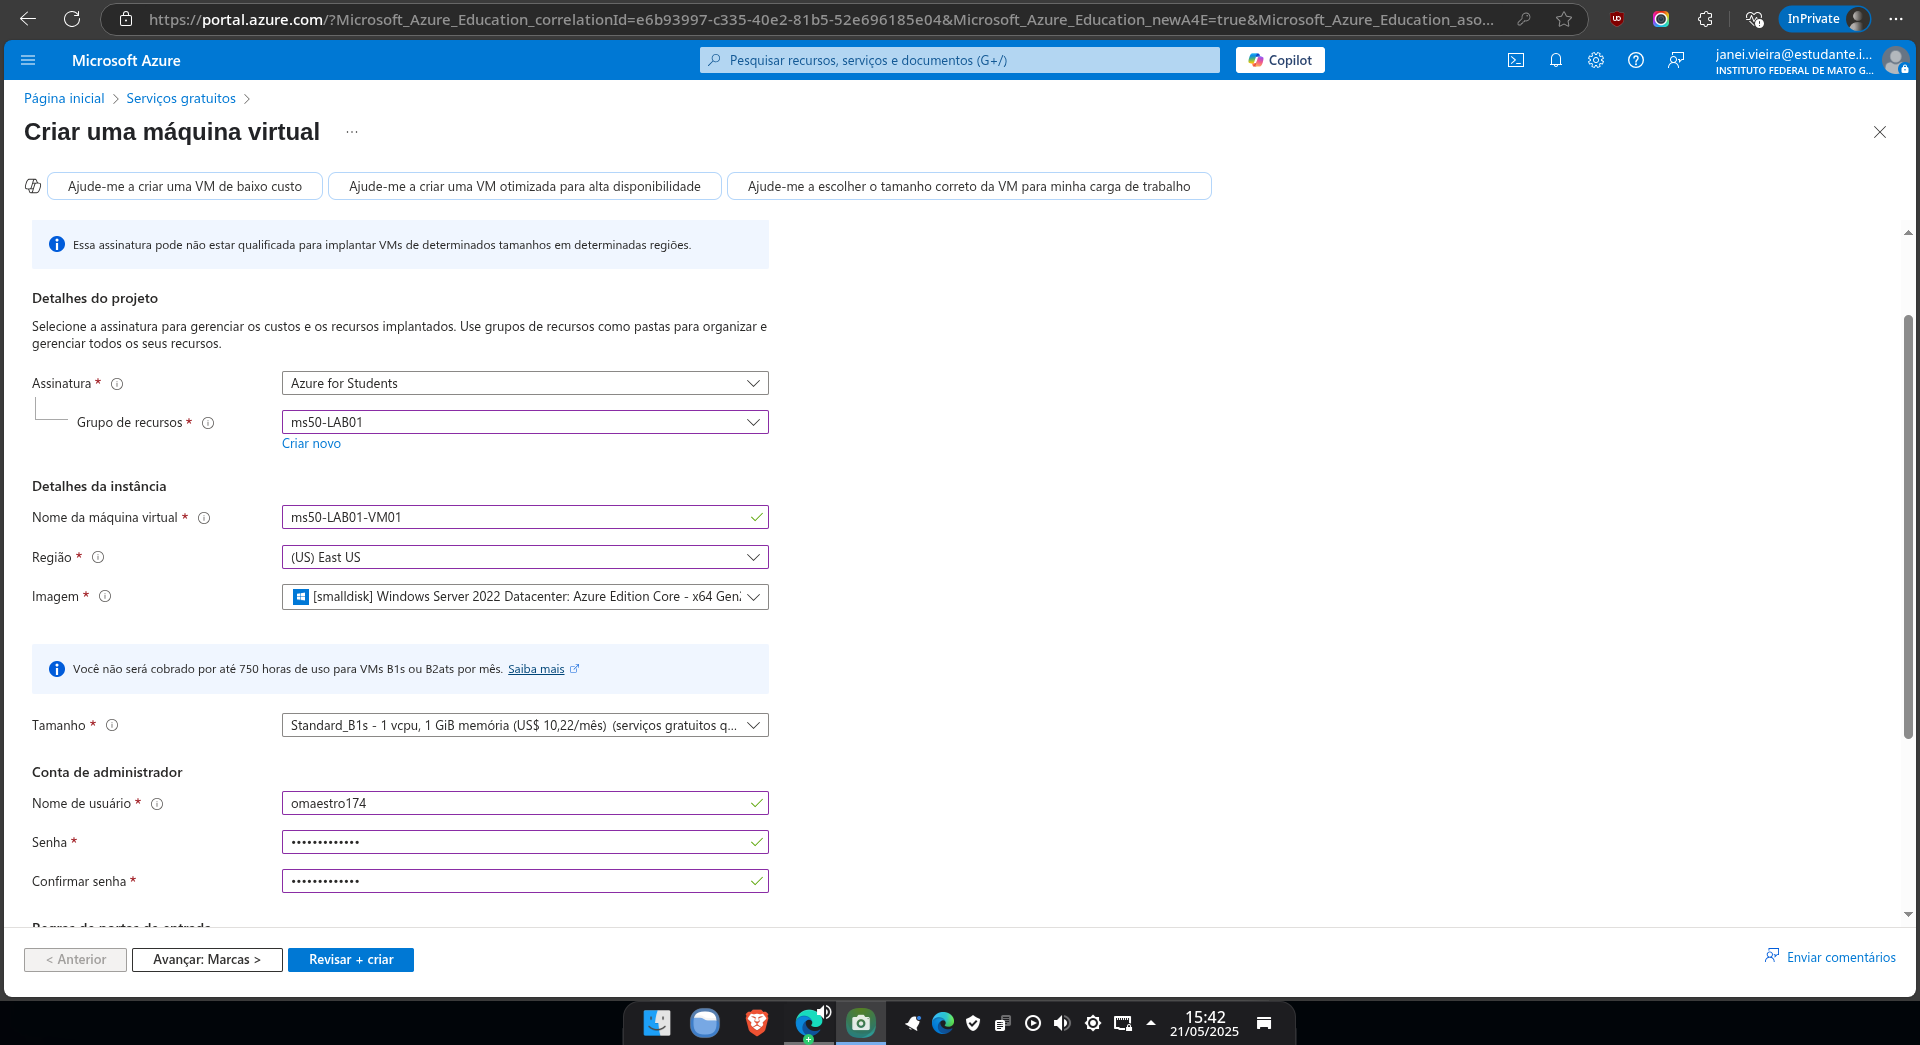 https://portal.azure.com/?Microsoft_Azure_Education_correlationId=e6b93997-c335-40e2-81b5-52e696185e04&Microsoft_Azure_Education_newA4E=true&Microsoft_Azure_Education_aso...
InPrivate
Microsoft Azure
Pesquisar recursos, serviços e documentos (G+/)
Copilot
janei.vieira@estudante.i...
INSTITUTO FEDERAL DE MATO G...
Página inicial > Serviços gratuitos >
Criar uma máquina virtual ...
Ajude-me a criar uma VM de baixo custo
Ajude-me a criar uma VM otimizada para alta disponibilidade
Ajude-me a escolher o tamanho correto da VM para minha carga de trabalho
Essa assinatura pode não estar qualificada para implantar VMs de determinados tamanhos em determinadas regiões.
Detalhes do projeto
Selecione a assinatura para gerenciar os custos e os recursos implantados. Use grupos de recursos como pastas para organizar e
gerenciar todos os seus recursos.
Assinatura *
Azure for Students
Grupo de recursos *
ms50-LAB01
Criar novo
Detalhes da instância
Nome da máquina virtual *
ms50-LAB01-VM01
Região *
(US) East US
Imagem *
[smalldisk] Windows Server 2022 Datacenter: Azure Edition Core - x64 Gen
Você não será cobrado por até 750 horas de uso para VMs B1s ou B2ats por mês. Saiba mais
Tamanho *
Standard_B1s - 1 vcpu, 1 GiB memória (US$ 10,22/mês) (serviços gratuitos q...
Conta de administrador
Nome de usuário *
omaestro174
Senha *
•••••••••••••
Confirmar senha *
•••••••••••••
Regras de portas de entrada
< Anterior
Avançar: Marcas >
Revisar + criar
Enviar comentários
15:42
21/05/2025